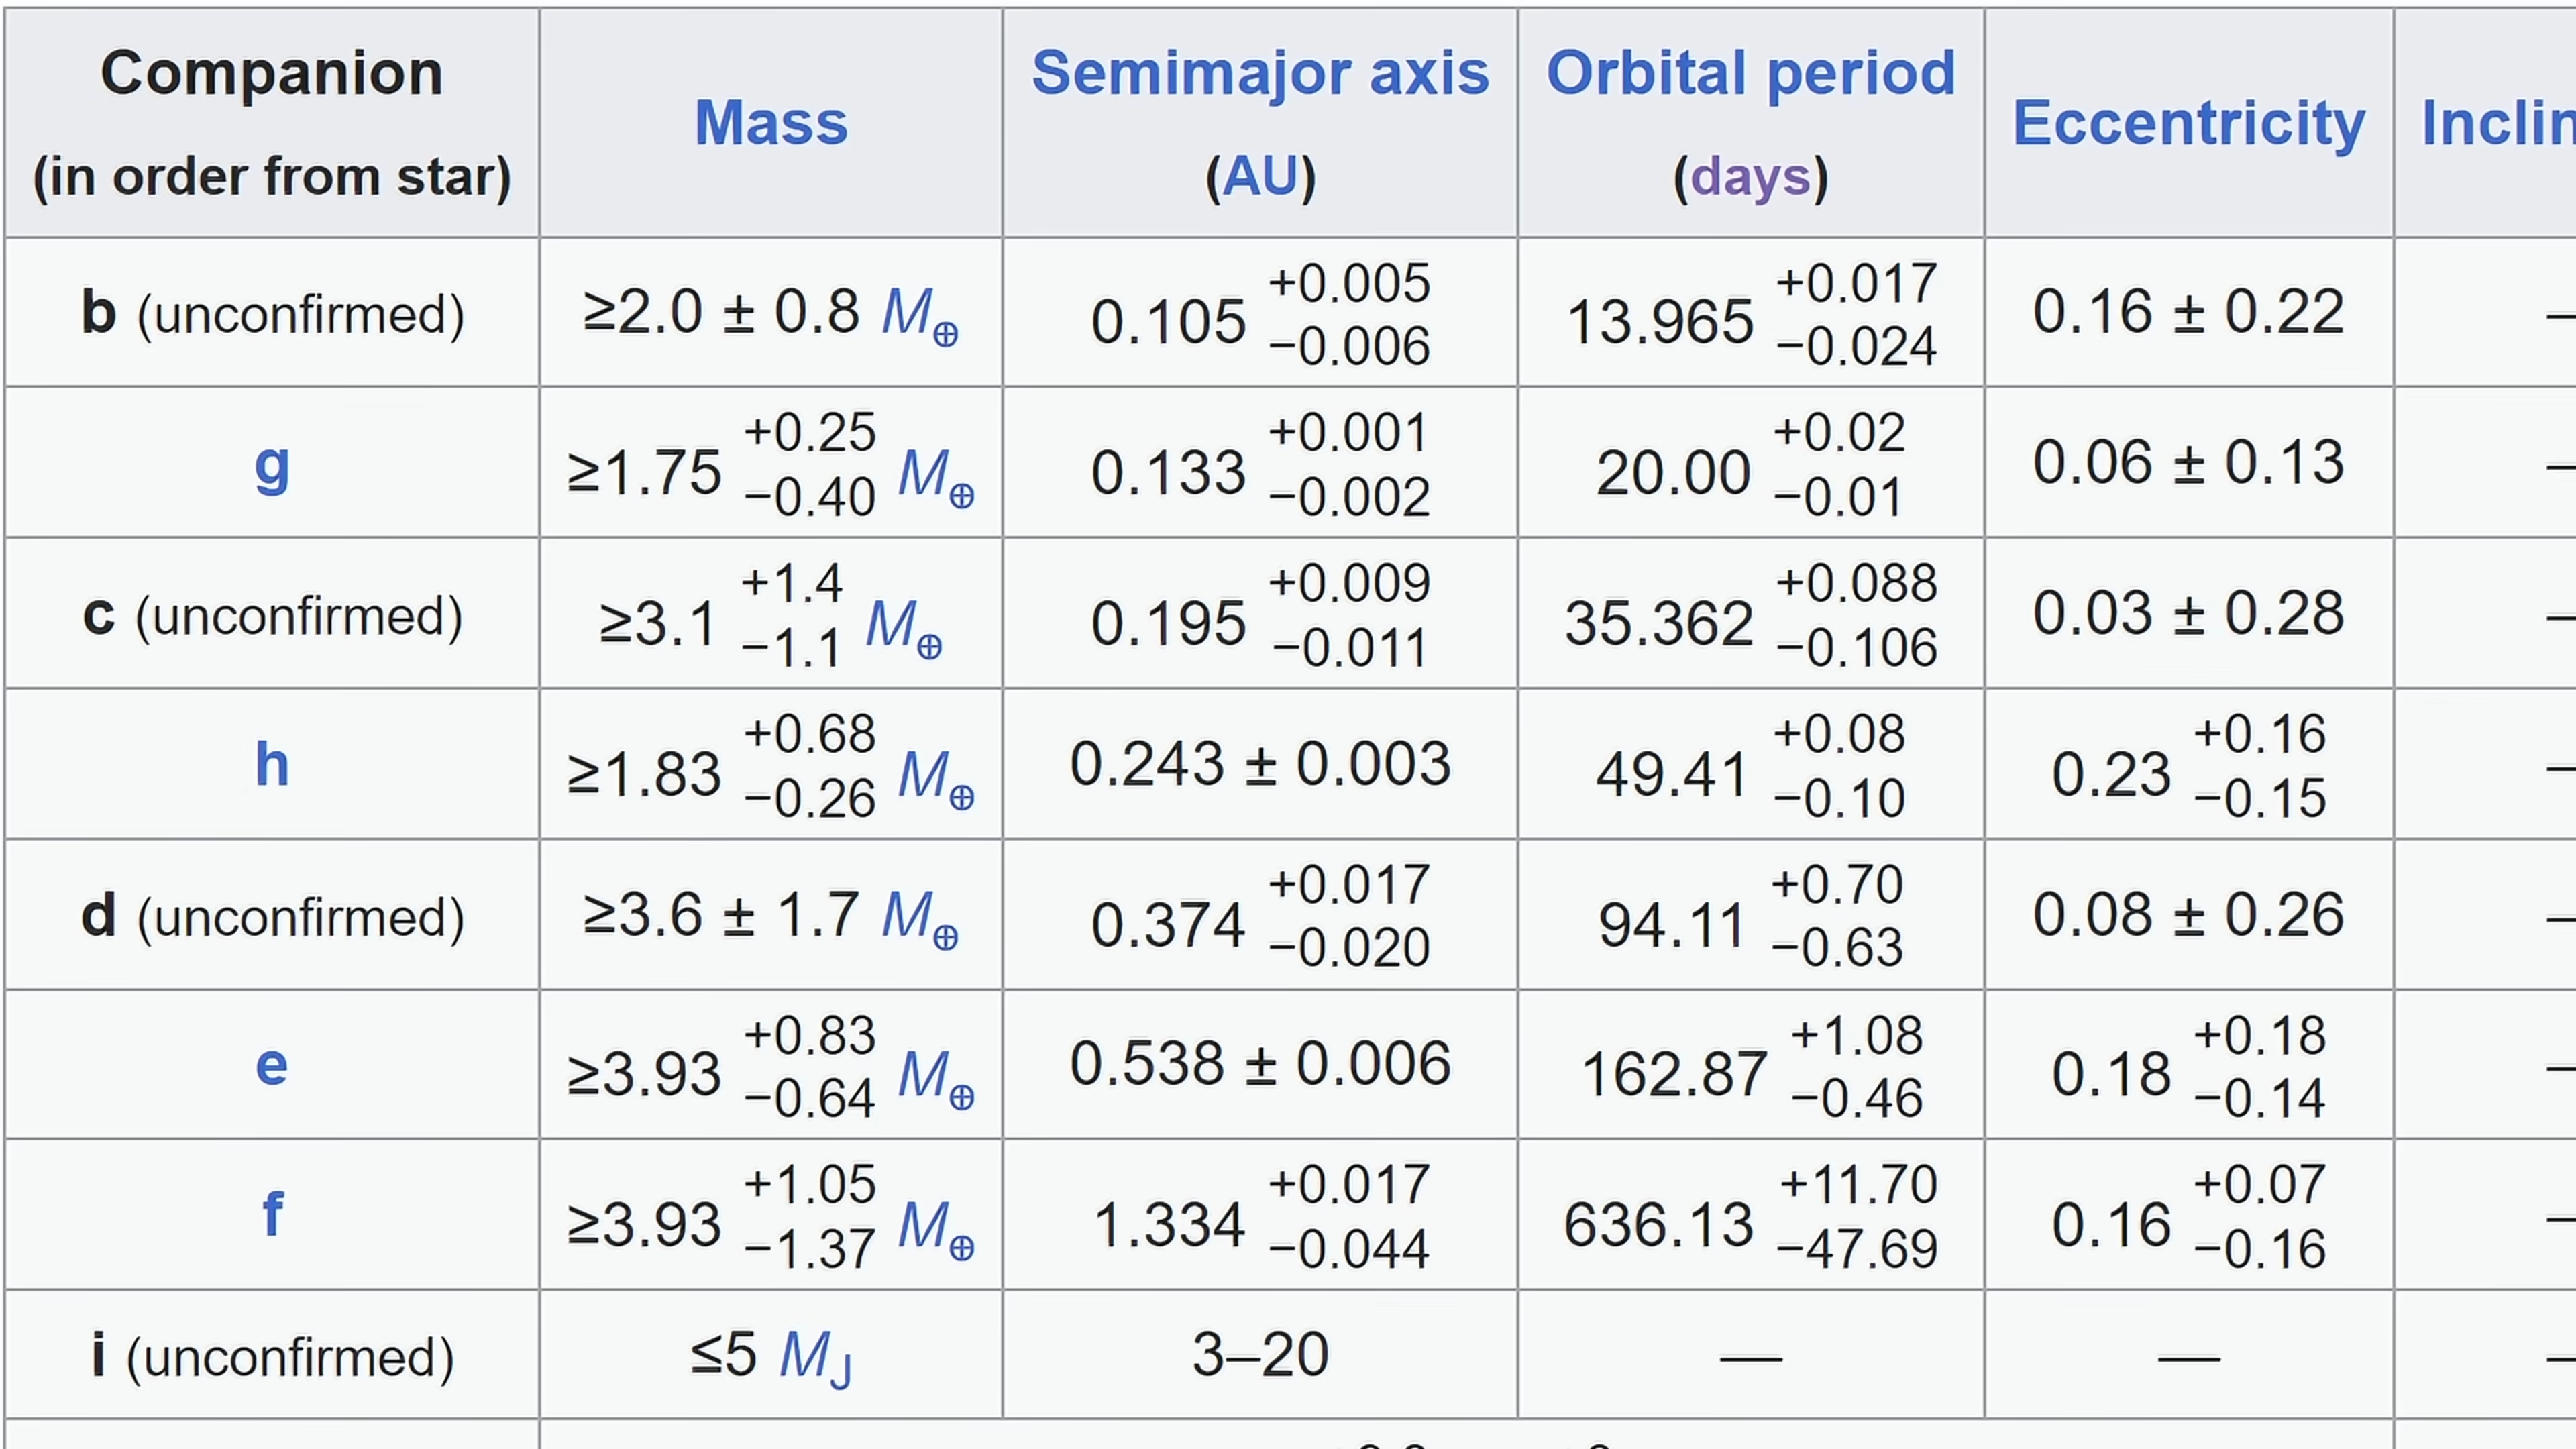 Companion
(in order from star) Mass Semimajor axis
(AU) Orbital period
(days) Eccentricity Inclin
b (unconfirmed) ≥2.0 ± 0.8 M⊕ 0.105 +0.005 −0.006 13.965 +0.017 −0.024 0.16 ± 0.22 —
g ≥1.75 +0.25 −0.40 M⊕ 0.133 +0.001 −0.002 20.00 +0.02 −0.01 0.06 ± 0.13 —
c (unconfirmed) ≥3.1 +1.4 −1.1 M⊕ 0.195 +0.009 −0.011 35.362 +0.088 −0.106 0.03 ± 0.28 —
h ≥1.83 +0.68 −0.26 M⊕ 0.243 ± 0.003 49.41 +0.08 −0.10 0.23 +0.16 −0.15 —
d (unconfirmed) ≥3.6 ± 1.7 M⊕ 0.374 +0.017 −0.020 94.11 +0.70 −0.63 0.08 ± 0.26 —
e ≥3.93 +0.83 −0.64 M⊕ 0.538 ± 0.006 162.87 +1.08 −0.46 0.18 +0.18 −0.14 —
f ≥3.93 +1.05 −1.37 M⊕ 1.334 +0.017 −0.044 636.13 +11.70 −47.69 0.16 +0.07 −0.16 —
i (unconfirmed) ≤5 MJ 3–20 — — —